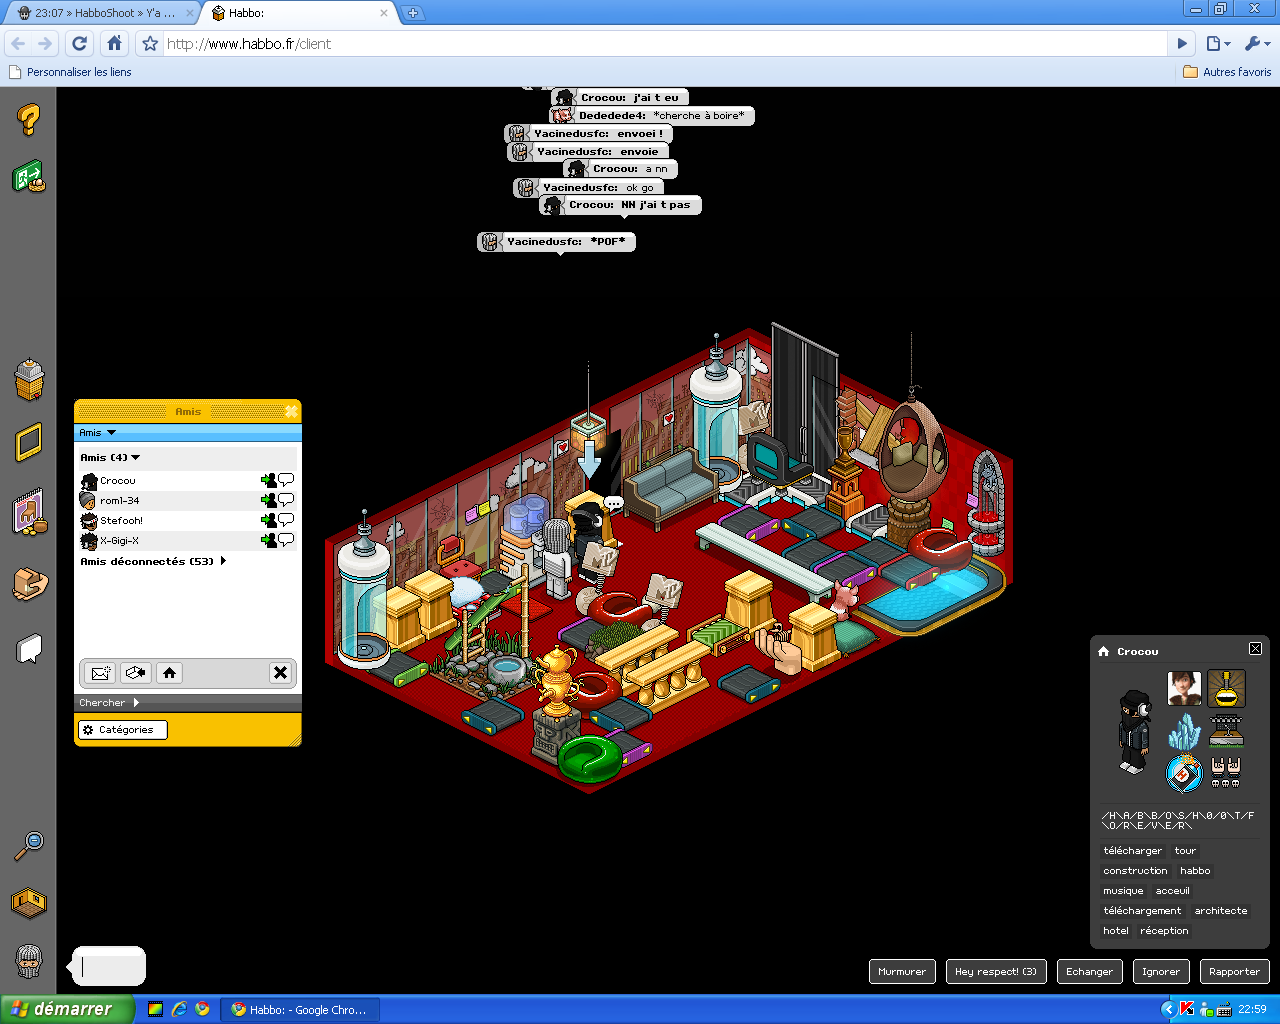 23:07 » HabboShoot » Y'a ...
Habbo:
http://www.habbo.fr/client
Personnaliser les liens
Autres favoris
Crocou: j'ai t eu
Dededede4: *cherche à boire*
Yacinedusfc: envoei !
Yacinedusfc: envoie
Crocou: a nn
Yacinedusfc: ok go
Crocou: NN j'ai t pas
Yacinedusfc: *POF*
Amis
Amis
Amis (4)
Crocou
rom1-34
Stefooh!
X-Gigi-X
Amis déconnectés (53)
Chercher
Catégories
MTV
MTV
MTV
Crocou
/H\A/B\B/O\S/H\0/0\T/F
\O/R\E/V\E/R\
télécharger tour
construction habbo
musique acceuil
téléchargement architecte
hotel réception
Murmurer Hey respect! (3) Echanger Ignorer Rapporter
démarrer
Habbo: - Google Chro...
22:59